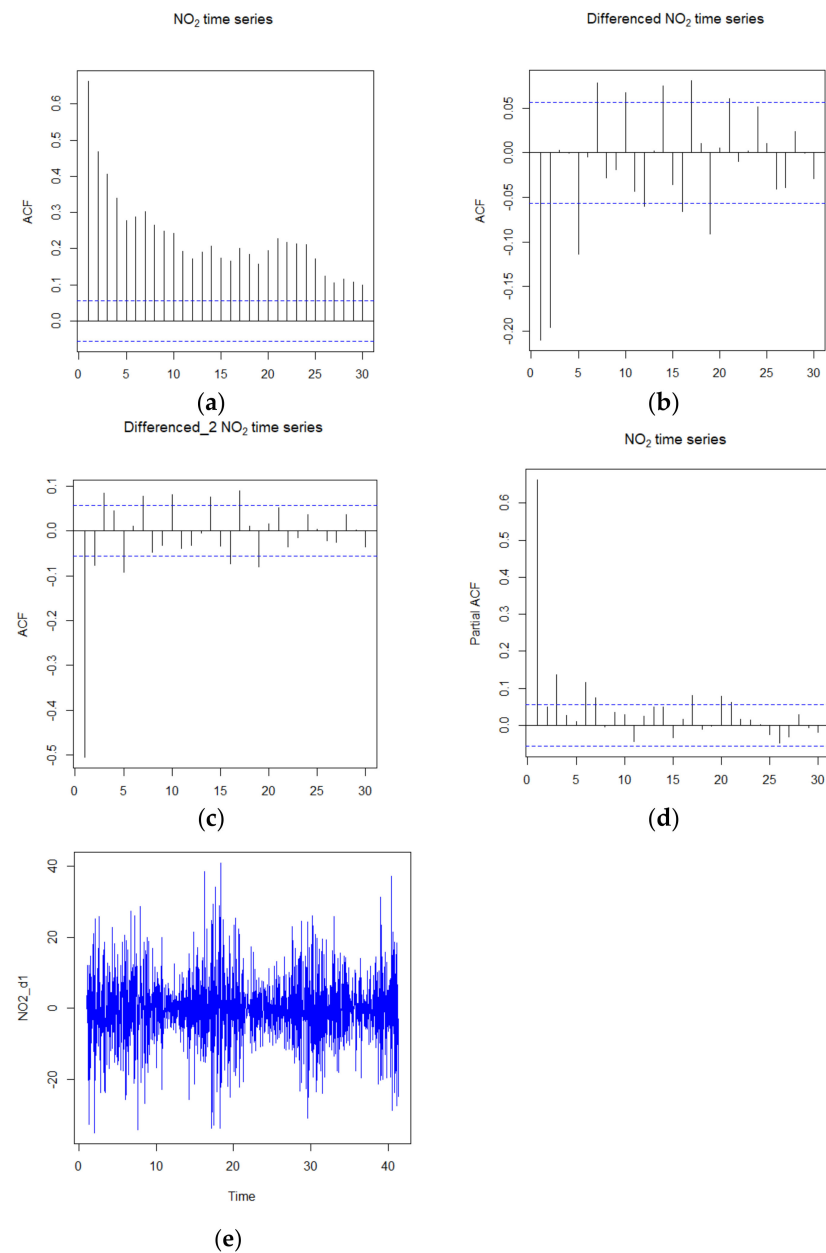 NO₂ time series
ACF
0.0 0.1 0.2 0.3 0.4 0.5 0.6
0 5 10 15 20 25 30
(a)
Differenced NO₂ time series
ACF
-0.20 -0.15 -0.10 -0.05 0.00 0.05
0 5 10 15 20 25 30
(b)
Differenced_2 NO₂ time series
ACF
-0.5 -0.4 -0.3 -0.2 -0.1 0.0 0.1
0 5 10 15 20 25 30
(c)
NO₂ time series
Partial ACF
0.0 0.1 0.2 0.3 0.4 0.5 0.6
0 5 10 15 20 25 30
(d)
NO2_d1
-20 0 20 40
0 10 20 30 40
Time
(e)